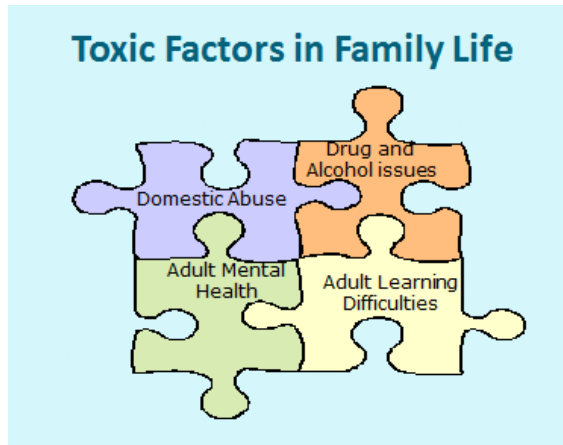 Toxic Factors in Family Life
Drug and
Alcohol issues
Domestic Abuse
Adult Mental
Health
Adult Learning
Difficulties